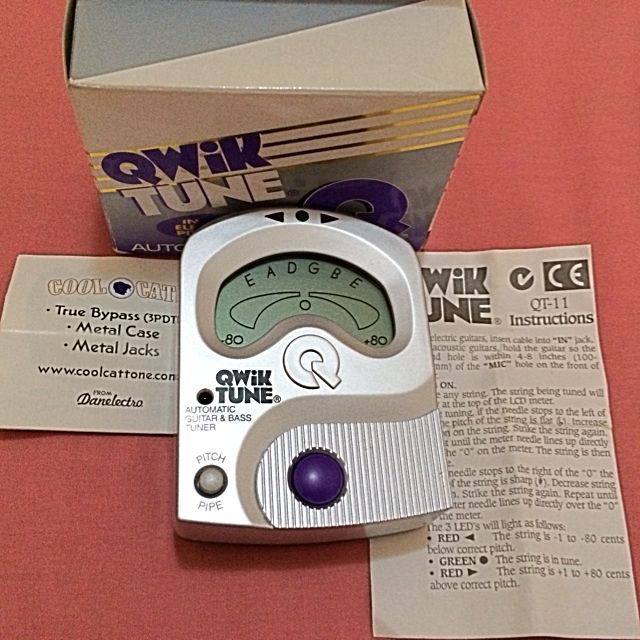 QWiK
TUNE®
IN
AUTO
COOL CAT
• True Bypass (3PDT
• Metal Case
• Metal Jacks
www.coolcattone.com
FROM
Danelectro
E A D G B E
0
-80
+80
Q
QWiK
TUNE®
AUTOMATIC
GUITAR & BASS
TUNER
PITCH
PIPE
WiK
UNE®
CE
QT-11
Instructions
electric guitars, insert cable into "IN" jack.
acoustic guitars, hold the guitar so the
nd hole is within 4-8 inches (100-
mm) of the "MIC" hole on the front of
ON.
e any string. The string being tuned will
at the top of the LCD meter.
tuning, if the needle stops to the left of
e pitch of the string is flat (♭). Increase
on on the string. Strike the string again.
t until the meter needle lines up directly
he "0" on the meter. The string is then
needle stops to the right of the "0" the
of the string is sharp (#). Decrease string
n. Strike the string again. Repeat until
eter needle lines up directly over the "0"
the meter.
The 3 LED's will light as follows:
• RED ◄ The string is -1 to -80 cents
below correct pitch.
• GREEN ● The string is in tune.
• RED ► The string is +1 to +80 cents
above correct pitch.